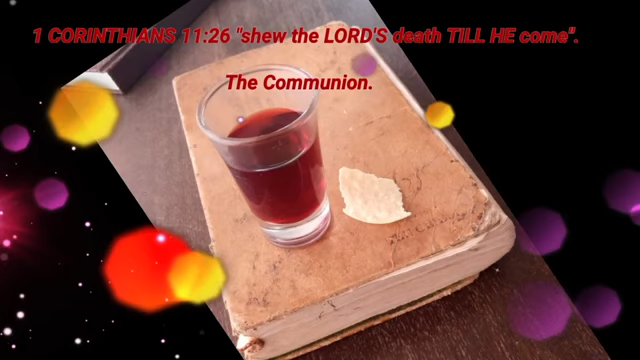 1 CORINTHIANS 11:26 "shew the LORD'S death TILL HE come".
The Communion.